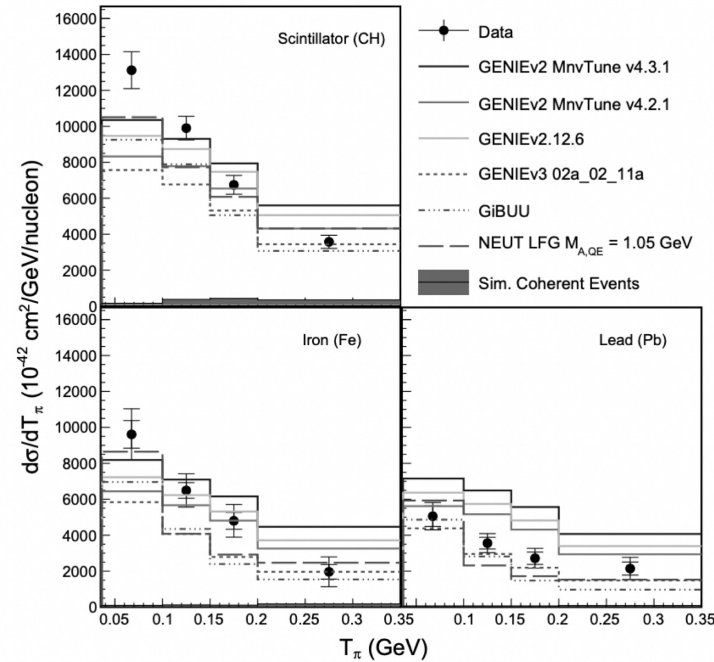 16000
14000
12000
10000
8000
6000
4000
2000
0
Scintillator (CH)
Data
GENIEv2 MnvTune v4.3.1
GENIEv2 MnvTune v4.2.1
GENIEv2.12.6
GENIEv3 02a_02_11a
GiBUU
NEUT LFG M_A,QE = 1.05 GeV
Sim. Coherent Events
dσ/dT_π (10^-42 cm^2/GeV/nucleon)
16000
14000
12000
10000
8000
6000
4000
2000
0
Iron (Fe)
Lead (Pb)
0.05 0.1 0.15 0.2 0.25 0.3 0.35 0.1 0.15 0.2 0.25 0.3 0.35
T_π (GeV)